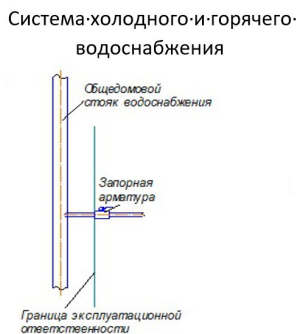 Система·холодного·и·горячего·
водоснабжения
Общедомовой
стояк водоснабжения
Запорная
арматура
Граница эксплуатационной
ответственности